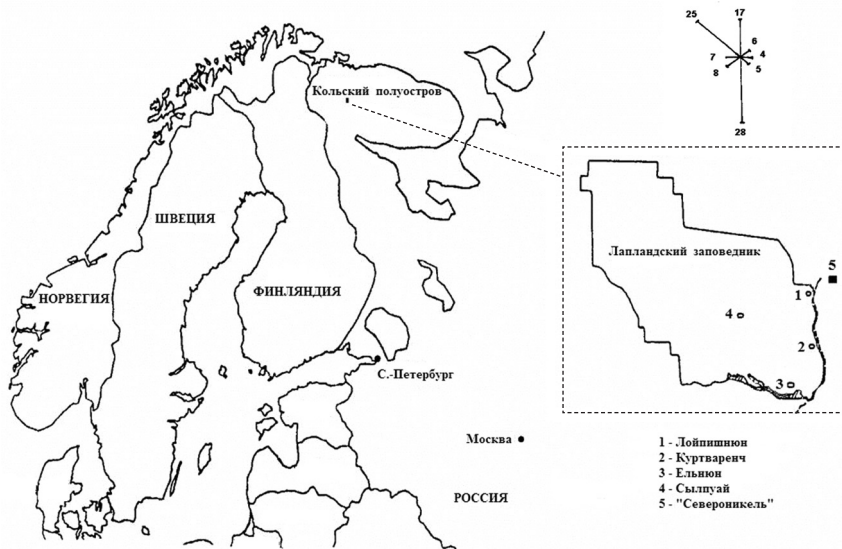 25
17
6
7
4
8
5
28
Кольский полуостров
ШВЕЦИЯ
Лапландский заповедник
5
НОРВЕГИЯ
ФИНЛЯНДИЯ
1
4
2
С.-Петербург
3
Москва
1 - Лойпишнюн
2 - Куртваренч
3 - Ельнюн
4 - Сылпуай
5 - "Североникель"
РОССИЯ